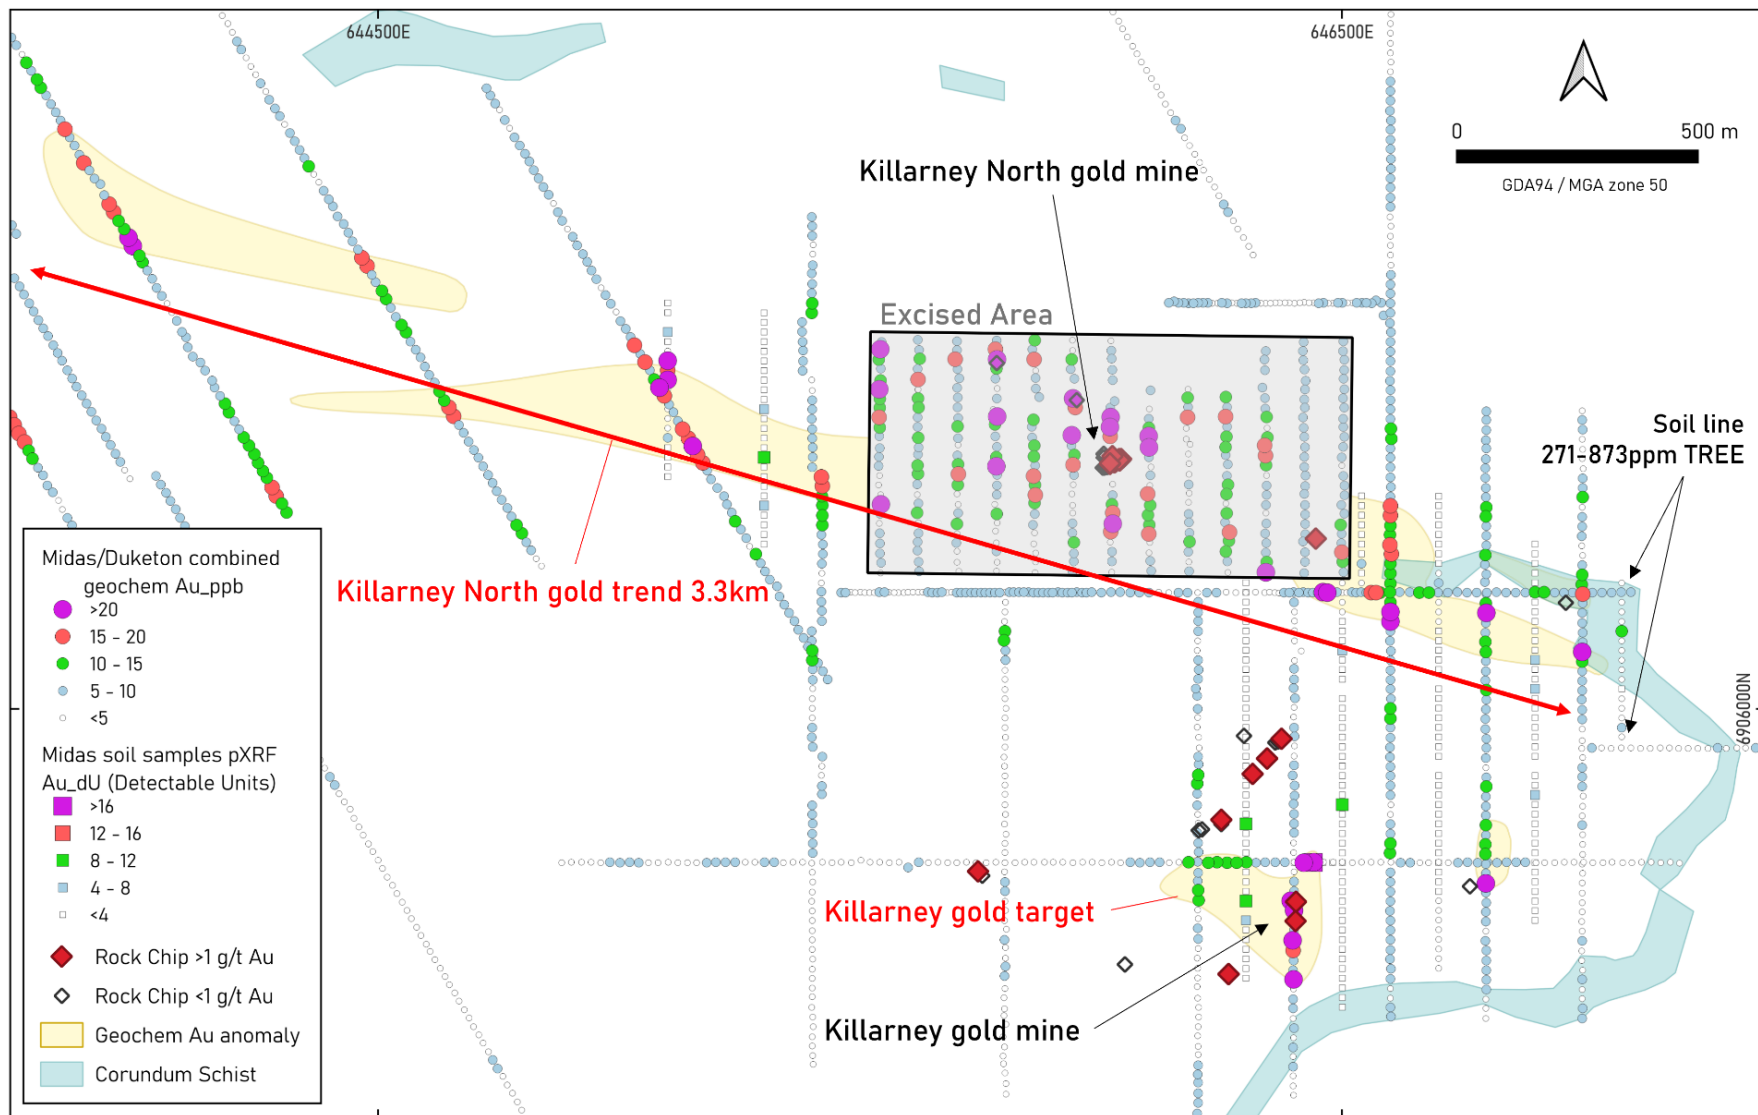 644500E
646500E
0
500 m
GDA94 / MGA zone 50
Killarney North gold mine
Excised Area
Soil line
271-873ppm TREE
Killarney North gold trend 3.3km
6906000N
Killarney gold target
Killarney gold mine
Midas/Duketon combined
geochem Au_ppb
>20
15 - 20
10 - 15
5 - 10
<5
Midas soil samples pXRF
Au_dU (Detectable Units)
>16
12 - 16
8 - 12
4 - 8
<4
Rock Chip >1 g/t Au
Rock Chip <1 g/t Au
Geochem Au anomaly
Corundum Schist